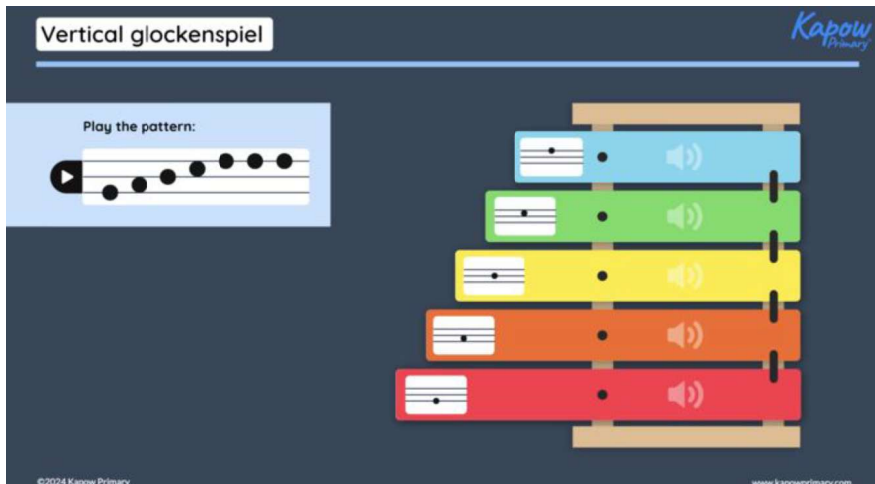 Vertical glockenspiel
Kapow
Primary
Play the pattern:
©2024 Kapow Primary
www.kapowprimary.com